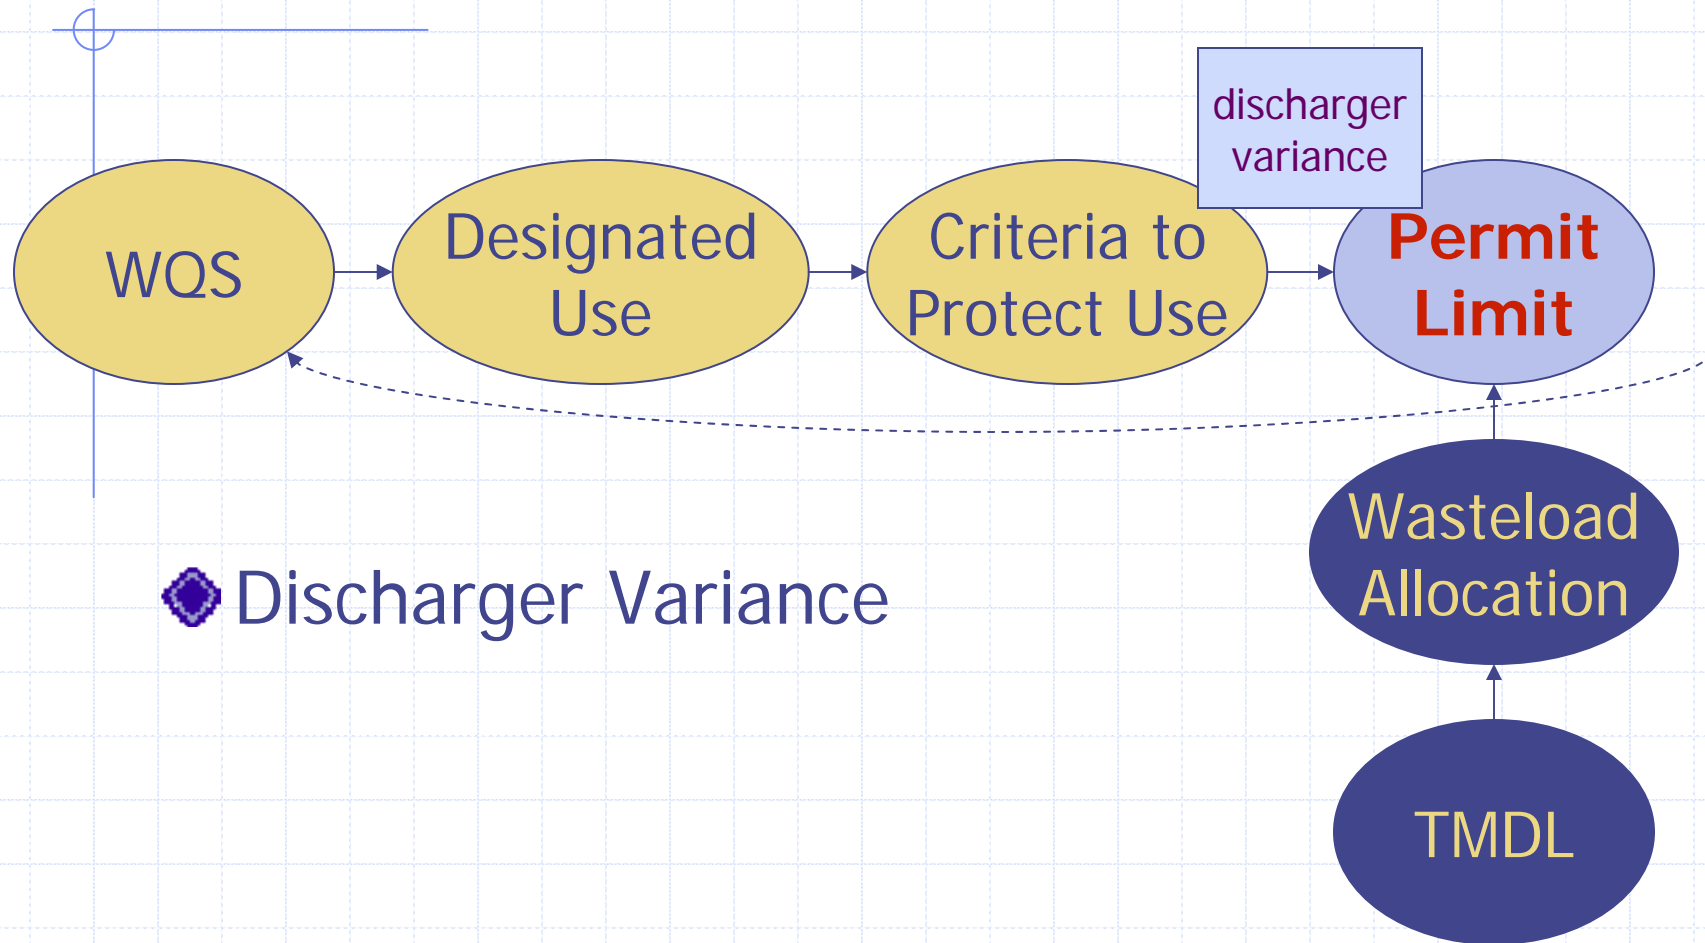 discharger
variance
WQS
Designated
Use
Criteria to
Protect Use
Permit
Limit
Wasteload
Allocation
Discharger Variance
TMDL